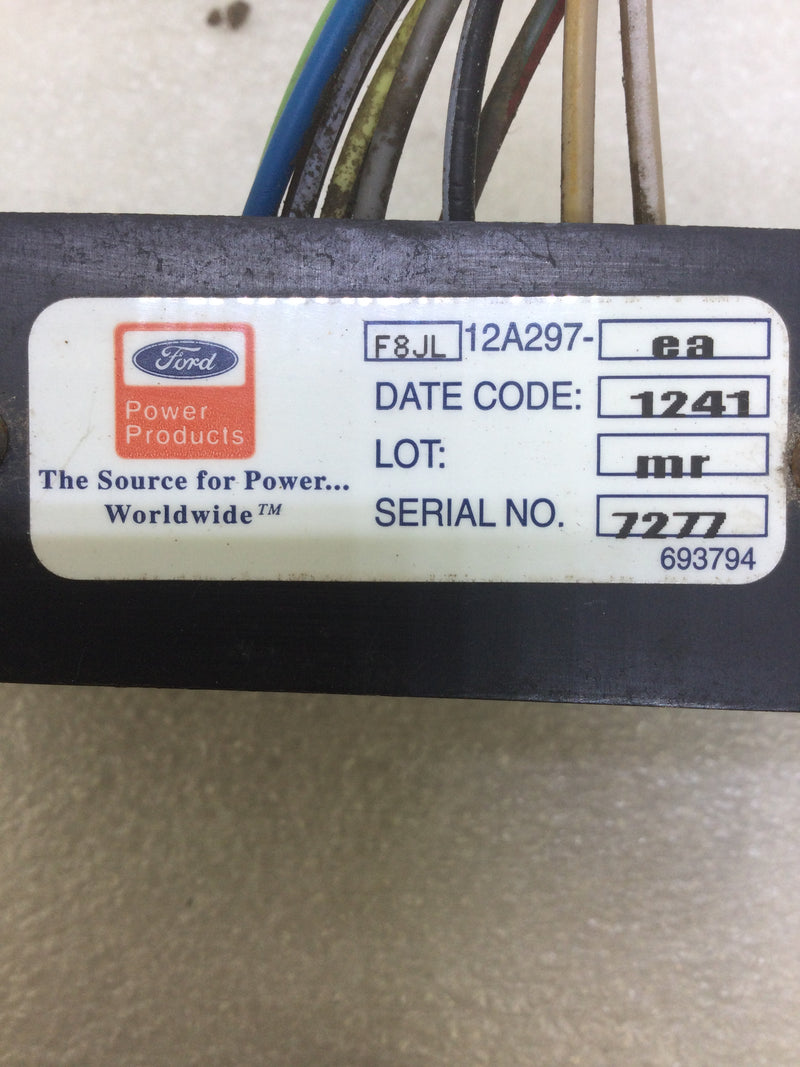 Ford
Power
Products
The Source for Power...
Worldwide™
F8JL 12A297- ea
DATE CODE: 1241
LOT: mr
SERIAL NO. 7277
693794